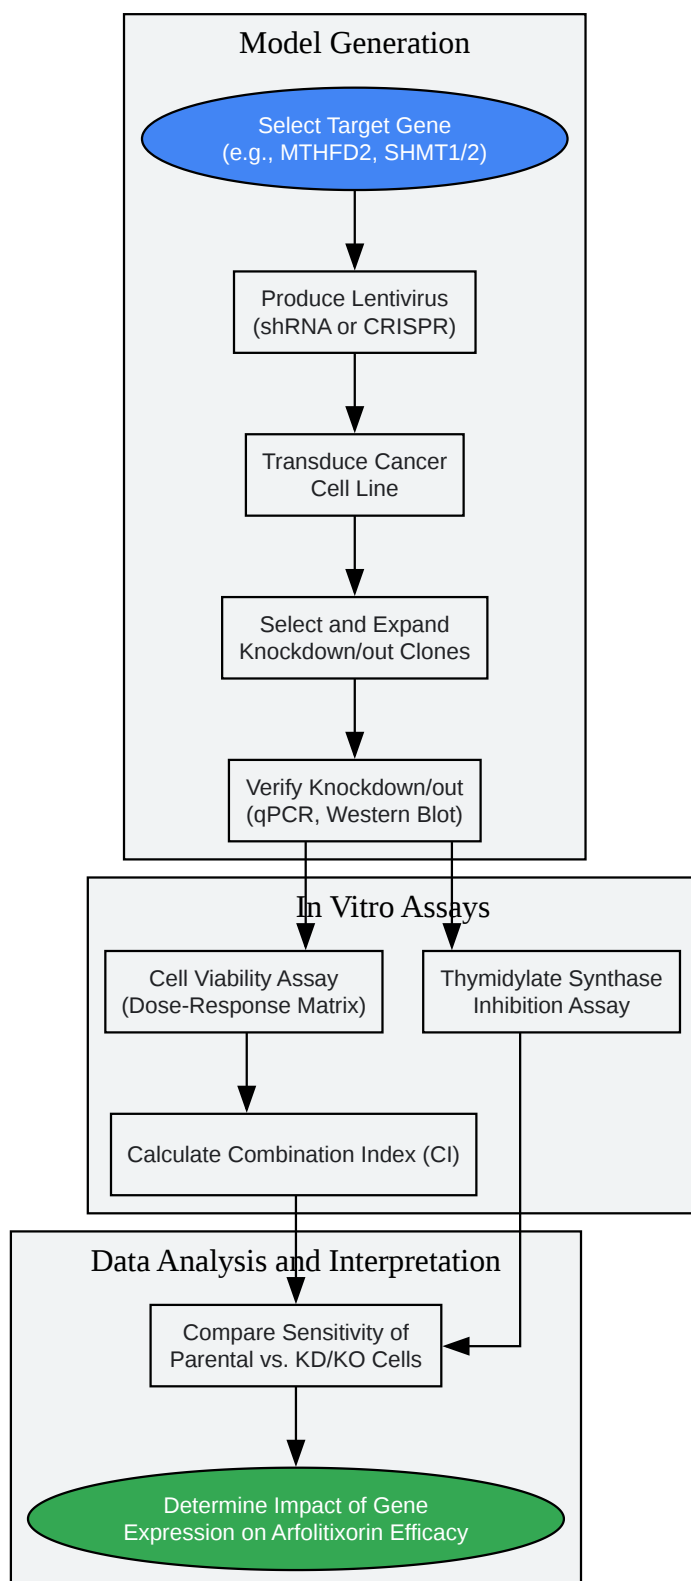 Model Generation
Select Target Gene
(e.g., MTHFD2, SHMT1/2)
Produce Lentivirus
(shRNA or CRISPR)
Transduce Cancer
Cell Line
Select and Expand
Knockdown/out Clones
Verify Knockdown/out
(qPCR, Western Blot)
In Vitro Assays
Cell Viability Assay
(Dose-Response Matrix)
Thymidylate Synthase
Inhibition Assay
Calculate Combination Index (CI)
Data Analysis and Interpretation
Compare Sensitivity of
Parental vs. KD/KO Cells
Determine Impact of Gene
Expression on Arfolitixorin Efficacy